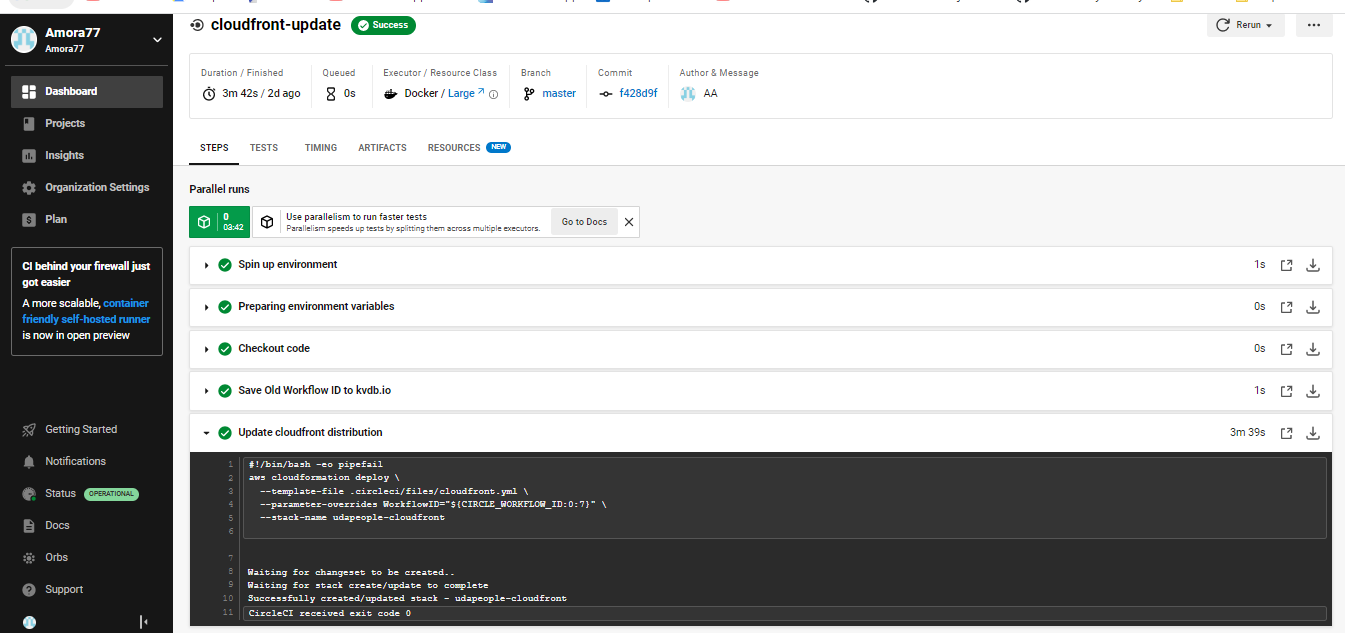 Amora77
Amora77
Dashboard
Projects
Insights
Organization Settings
Plan
CI behind your firewall just
got easier
A more scalable, container
friendly self-hosted runner
is now in open preview
Getting Started
Notifications
Status OPERATIONAL
Docs
Orbs
Support
cloudfront-update Success
Rerun
Duration / Finished
3m 42s / 2d ago
Queued
0s
Executor / Resource Class
Docker / Large
Branch
master
Commit
f428d9f
Author & Message
AA
STEPS TESTS TIMING ARTIFACTS RESOURCES NEW
Parallel runs
0
03:42
Use parallelism to run faster tests
Parallelism speeds up tests by splitting them across multiple executors.
Go to Docs
Spin up environment 1s
Preparing environment variables 0s
Checkout code 0s
Save Old Workflow ID to kvdb.io 1s
Update cloudfront distribution 3m 39s
1 #!/bin/bash -eo pipefail
2 aws cloudformation deploy \
3 --template-file .circleci/files/cloudfront.yml \
4 --parameter-overrides WorkflowID="${CIRCLE_WORKFLOW_ID:0:7}" \
5 --stack-name udapeople-cloudfront
6
7
8 Waiting for changeset to be created..
9 Waiting for stack create/update to complete
10 Successfully created/updated stack - udapeople-cloudfront
11 CircleCI received exit code 0